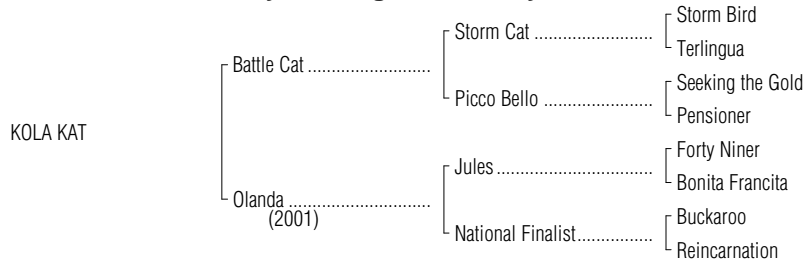 Storm Bird
Storm Cat ........................
Terlingua
Battle Cat .........................
Seeking the Gold
Picco Bello ......................
Pensioner
KOLA KAT
Forty Niner
Jules ...............................
Bonita Francita
Olanda .............................
(2001)
Buckaroo
National Finalist................
Reincarnation